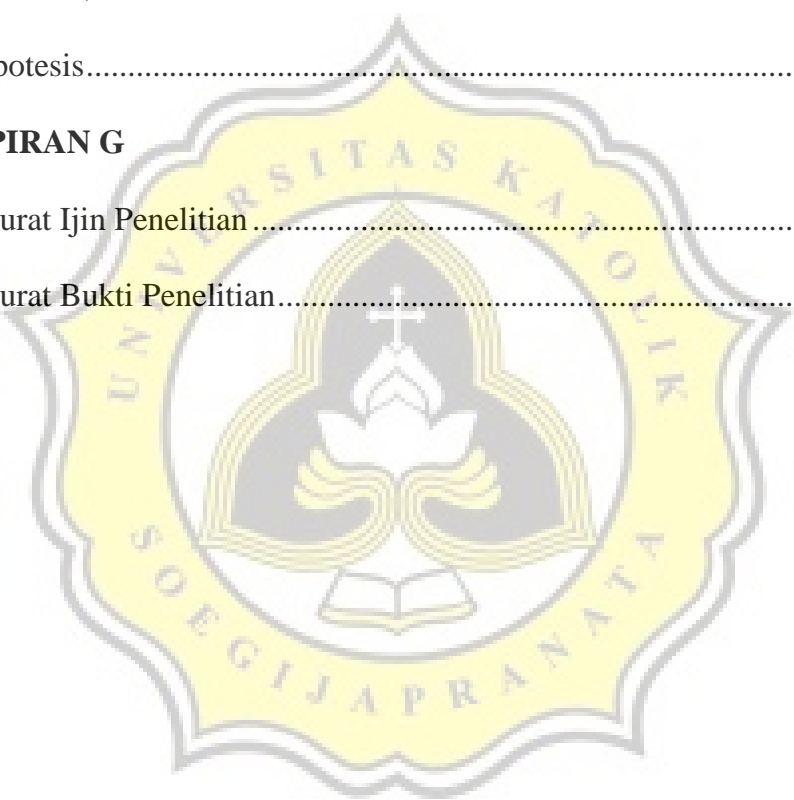 potesis
PIRAN G
urat Ijin Penelitian
urat Bukti Penelitian
UNIVERSITAS KATOLIK
SOEGIJAPRANATA